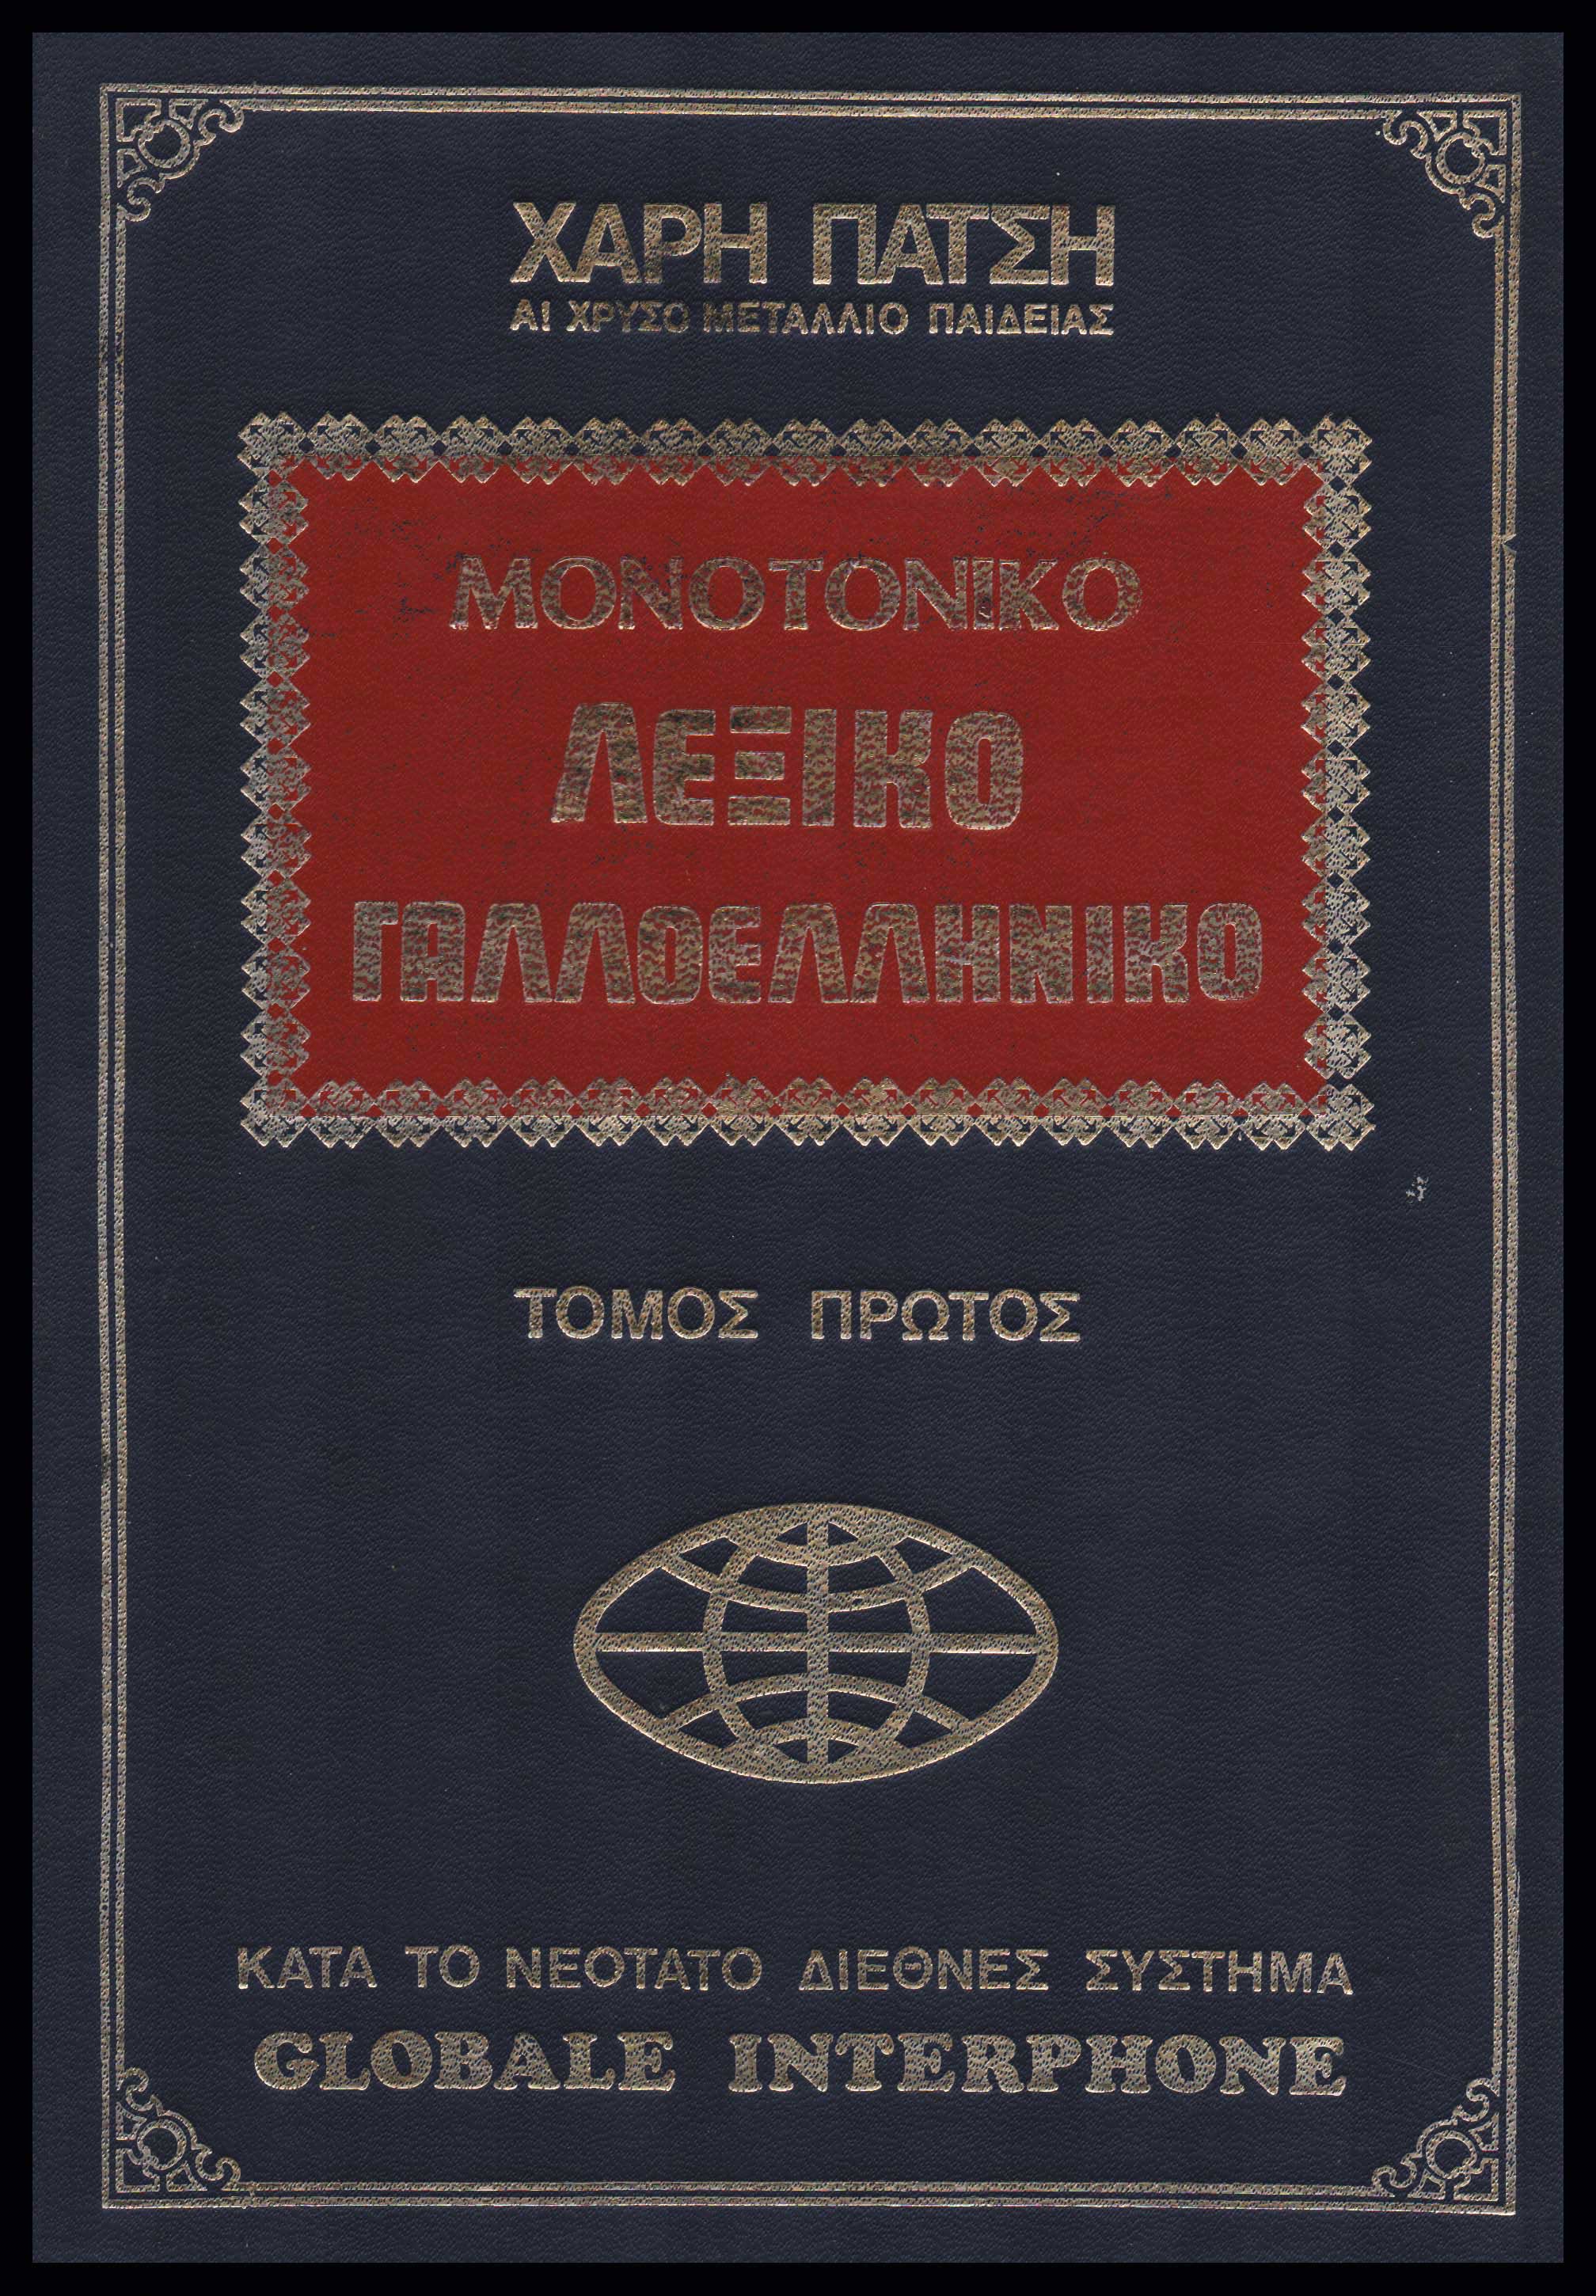 ΧΑΡΗ ΠΑΤΣΗ
ΑΙ ΧΡΥΣΟ ΜΕΤΑΛΛΙΟ ΠΑΙΔΕΙΑΣ
ΜΟΝΟΤΟΝΙΚΟ
ΛΕΞΙΚΟ
ΓΑΛΛΟΕΛΛΗΝΙΚΟ
ΤΟΜΟΣ ΠΡΩΤΟΣ
ΚΑΤΑ ΤΟ ΝΕΟΤΑΤΟ ΔΙΕΘΝΕΣ ΣΥΣΤΗΜΑ
GLOBALE INTERPHONE